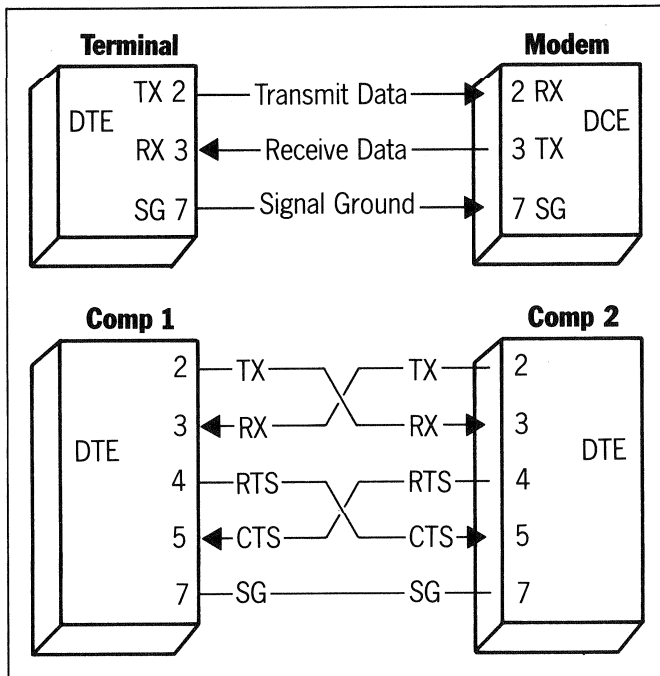 Terminal Modem
TX 2 Transmit Data 2 RX
DTE DCE
RX 3 Receive Data 3 TX
SG 7 Signal Ground 7 SG
Comp 1 Comp 2
2 TX TX 2
3 RX RX 3
DTE DTE
4 RTS RTS 4
5 CTS CTS 5
7 SG SG 7